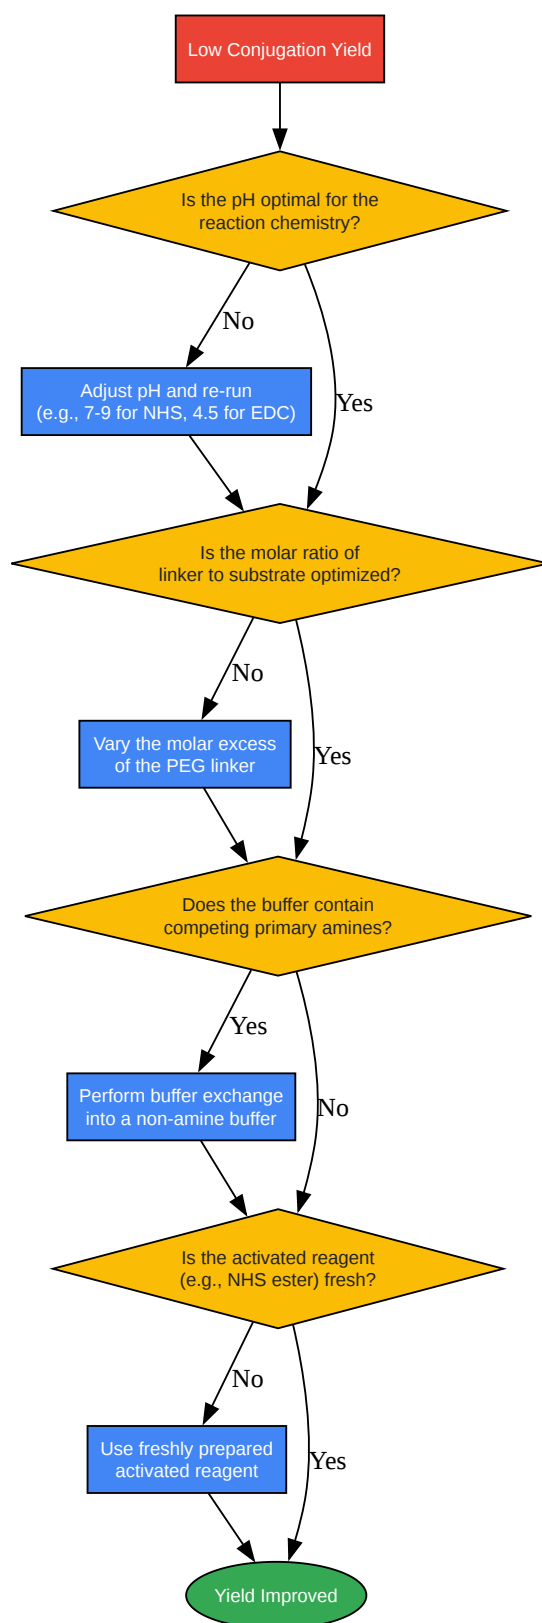 Low Conjugation Yield
Is the pH optimal for the
reaction chemistry?
No
Adjust pH and re-run
(e.g., 7-9 for NHS, 4.5 for EDC)
Yes
Is the molar ratio of
linker to substrate optimized?
No
Vary the molar excess
of the PEG linker
Yes
Does the buffer contain
competing primary amines?
Yes
Perform buffer exchange
into a non-amine buffer
No
Is the activated reagent
(e.g., NHS ester) fresh?
No
Use freshly prepared
activated reagent
Yes
Yield Improved